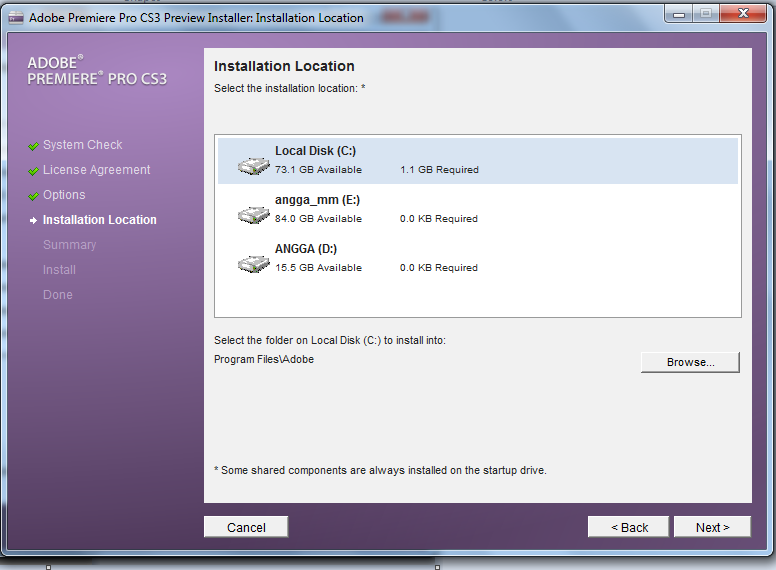 Adobe Premiere Pro CS3 Preview Installer: Installation Location
ADOBE®
PREMIERE® PRO CS3
System Check
License Agreement
Options
Installation Location
Summary
Install
Done
Installation Location
Select the installation location: *
Local Disk (C:)
73.1 GB Available 1.1 GB Required
angga_mm (E:)
84.0 GB Available 0.0 KB Required
ANGGA (D:)
15.5 GB Available 0.0 KB Required
Select the folder on Local Disk (C:) to install into:
Program Files\Adobe
Browse...
* Some shared components are always installed on the startup drive.
Cancel
< Back
Next >